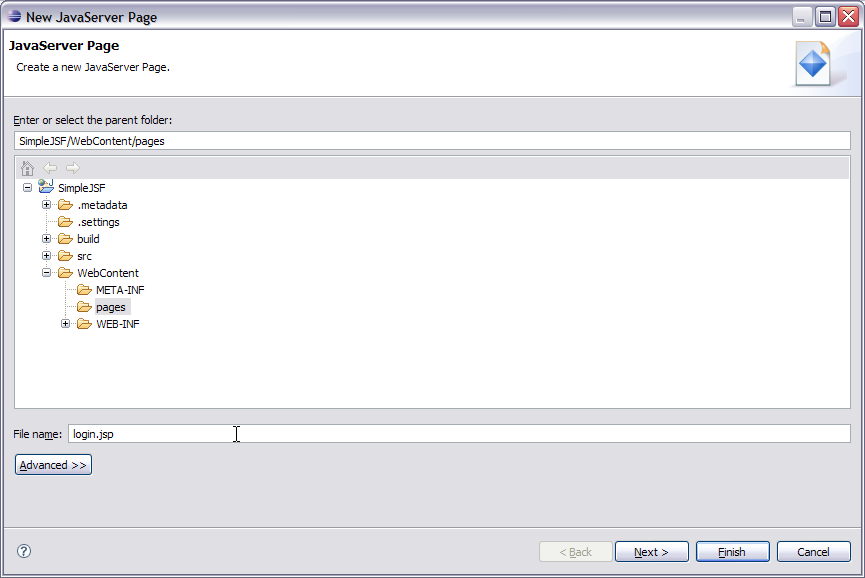 New JavaServer Page
JavaServer Page
Create a new JavaServer Page.
Enter or select the parent folder:
SimpleJSF/WebContent/pages
SimpleJSF
.metadata
.settings
build
src
WebContent
META-INF
pages
WEB-INF
File name: login.jsp
Advanced >>
? < Back Next > Finish Cancel